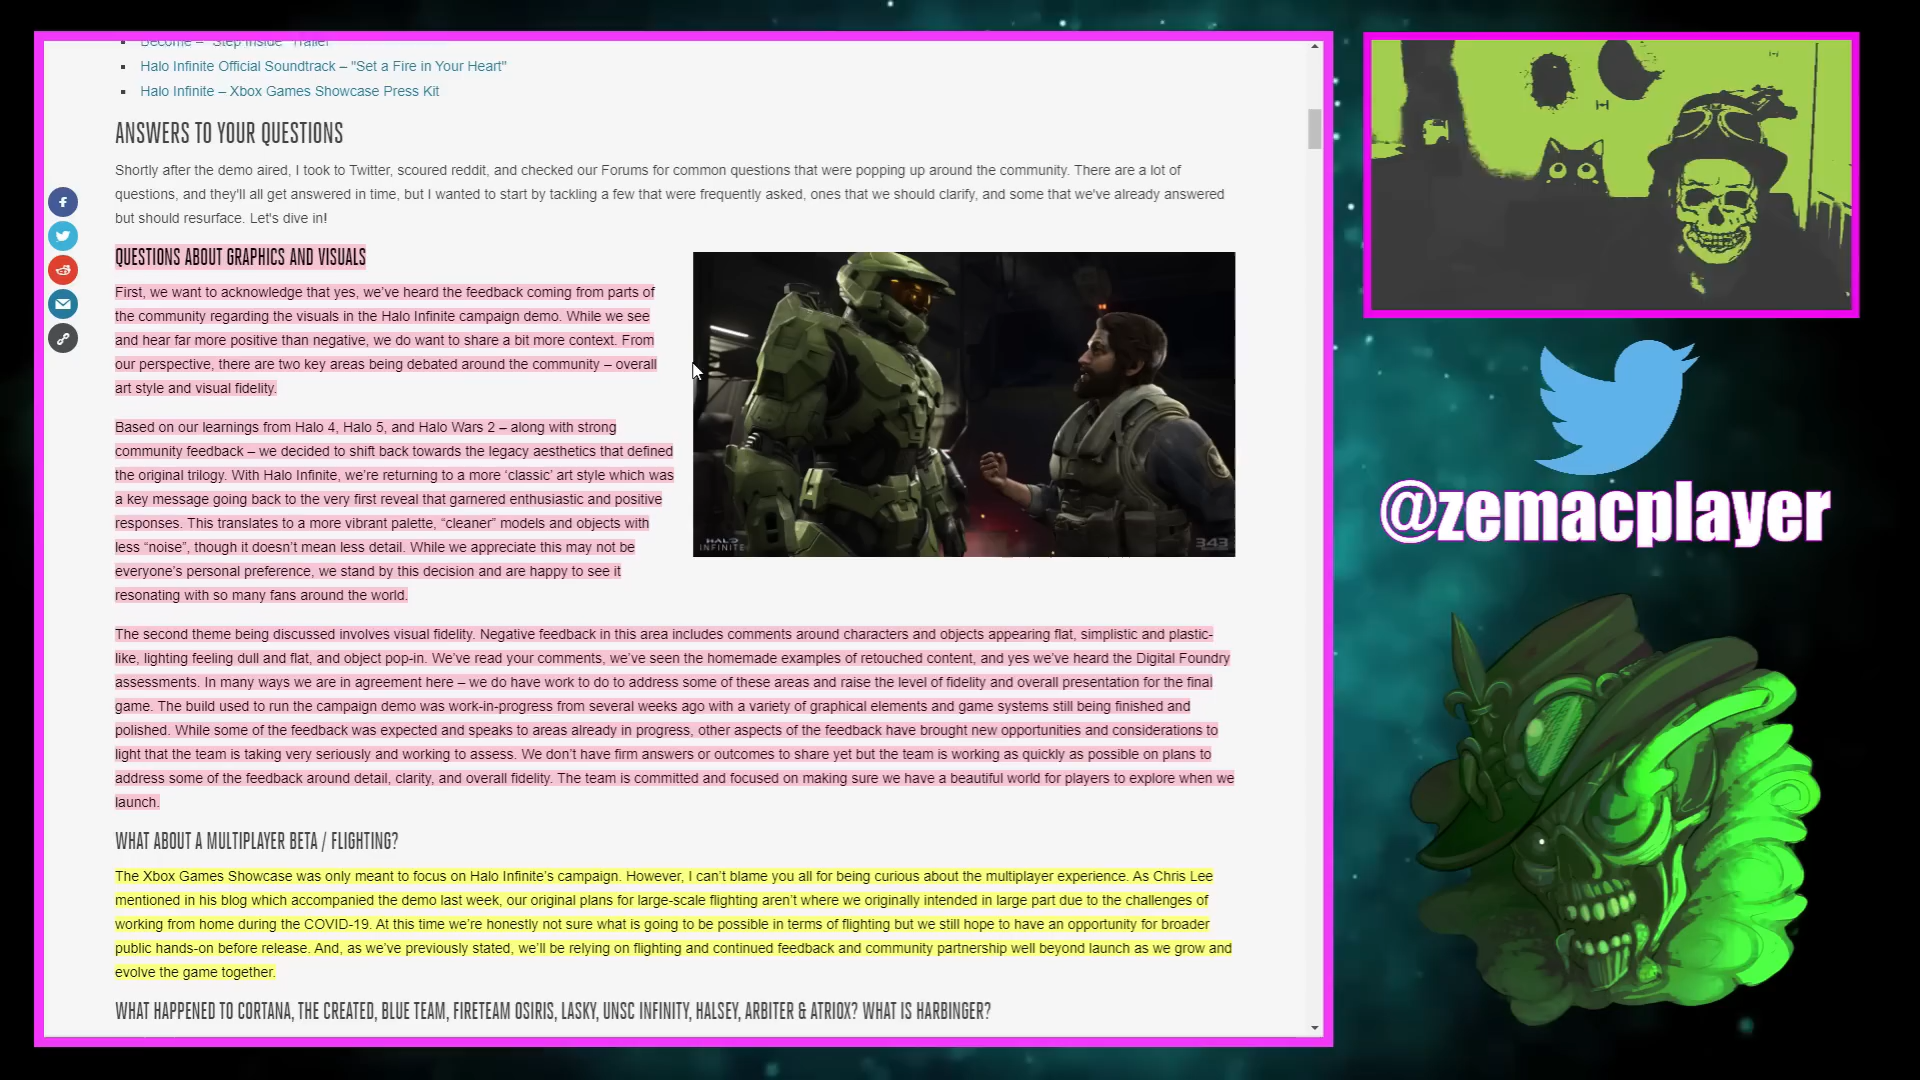 Become – "Step Inside" Trailer
Halo Infinite Official Soundtrack – "Set a Fire in Your Heart"
Halo Infinite – Xbox Games Showcase Press Kit
ANSWERS TO YOUR QUESTIONS
Shortly after the demo aired, I took to Twitter, scoured reddit, and checked our Forums for common questions that were popping up around the community. There are a lot of
questions, and they'll all get answered in time, but I wanted to start by tackling a few that were frequently asked, ones that we should clarify, and some that we've already answered
but should resurface. Let's dive in!
QUESTIONS ABOUT GRAPHICS AND VISUALS
First, we want to acknowledge that yes, we've heard the feedback coming from parts of
the community regarding the visuals in the Halo Infinite campaign demo. While we see
and hear far more positive than negative, we do want to share a bit more context. From
our perspective, there are two key areas being debated around the community – overall
art style and visual fidelity.
Based on our learnings from Halo 4, Halo 5, and Halo Wars 2 – along with strong
community feedback – we decided to shift back towards the legacy aesthetics that defined
the original trilogy. With Halo Infinite, we're returning to a more 'classic' art style which was
a key message going back to the very first reveal that garnered enthusiastic and positive
responses. This translates to a more vibrant palette, "cleaner" models and objects with
less "noise", though it doesn't mean less detail. While we appreciate this may not be
everyone's personal preference, we stand by this decision and are happy to see it
resonating with so many fans around the world.
HALO
INFINITE
343
The second theme being discussed involves visual fidelity. Negative feedback in this area includes comments around characters and objects appearing flat, simplistic and plastic-
like, lighting feeling dull and flat, and object pop-in. We've read your comments, we've seen the homemade examples of retouched content, and yes we've heard the Digital Foundry
assessments. In many ways we are in agreement here – we do have work to do to address some of these areas and raise the level of fidelity and overall presentation for the final
game. The build used to run the campaign demo was work-in-progress from several weeks ago with a variety of graphical elements and game systems still being finished and
polished. While some of the feedback was expected and speaks to areas already in progress, other aspects of the feedback have brought new opportunities and considerations to
light that the team is taking very seriously and working to assess. We don't have firm answers or outcomes to share yet but the team is working as quickly as possible on plans to
address some of the feedback around detail, clarity, and overall fidelity. The team is committed and focused on making sure we have a beautiful world for players to explore when we
launch.
WHAT ABOUT A MULTIPLAYER BETA / FLIGHTING?
The Xbox Games Showcase was only meant to focus on Halo Infinite's campaign. However, I can't blame you all for being curious about the multiplayer experience. As Chris Lee
mentioned in his blog which accompanied the demo last week, our original plans for large-scale flighting aren't where we originally intended in large part due to the challenges of
working from home during the COVID-19. At this time we're honestly not sure what is going to be possible in terms of flighting but we still hope to have an opportunity for broader
public hands-on before release. And, as we've previously stated, we'll be relying on flighting and continued feedback and community partnership well beyond launch as we grow and
evolve the game together.
WHAT HAPPENED TO CORTANA, THE CREATED, BLUE TEAM, FIRETEAM OSIRIS, LASKY, UNSC INFINITY, HALSEY, ARBITER & ATRIOX? WHAT IS HARBINGER?
@zemacplayer